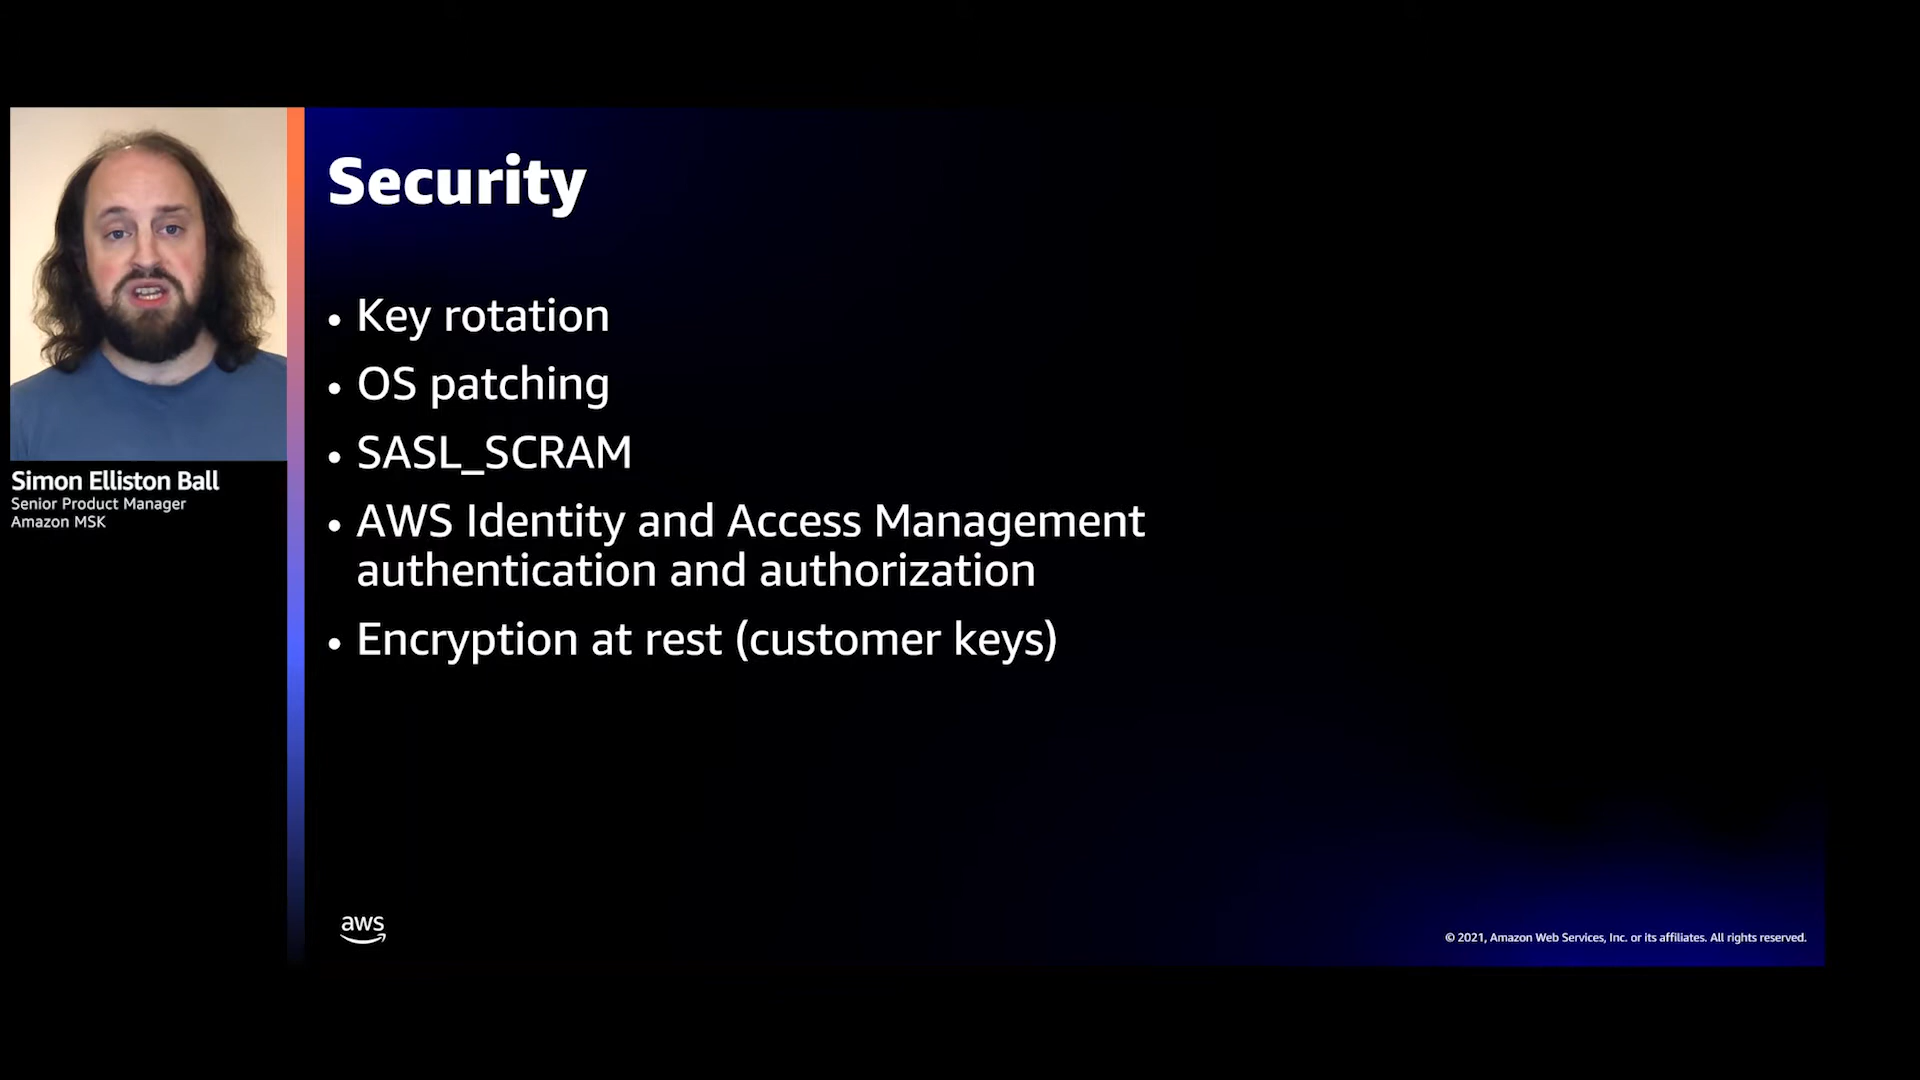 Security
• Key rotation
• OS patching
• SASL_SCRAM
• AWS Identity and Access Management
authentication and authorization
• Encryption at rest (customer keys)
Simon Elliston Ball
Senior Product Manager
Amazon MSK
aws
© 2021, Amazon Web Services, Inc. or its affiliates. All rights reserved.